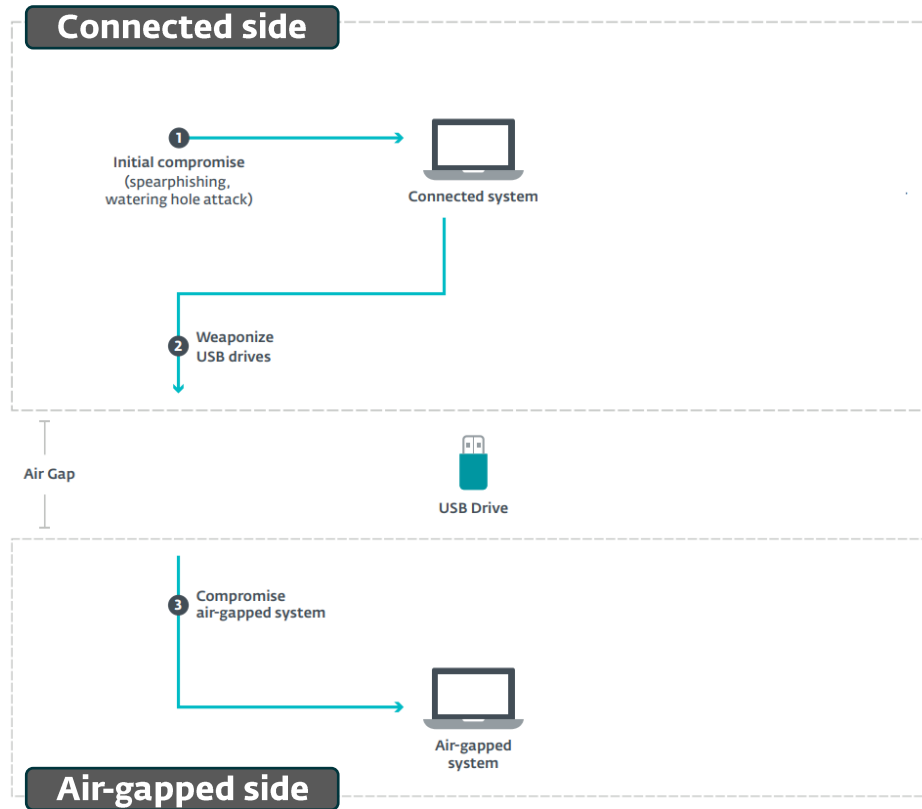 Connected side
1
Initial compromise
(spearphishing,
watering hole attack)
Connected system
2
Weaponize
USB drives
Air Gap
USB Drive
3
Compromise
air-gapped system
Air-gapped
system
Air-gapped side